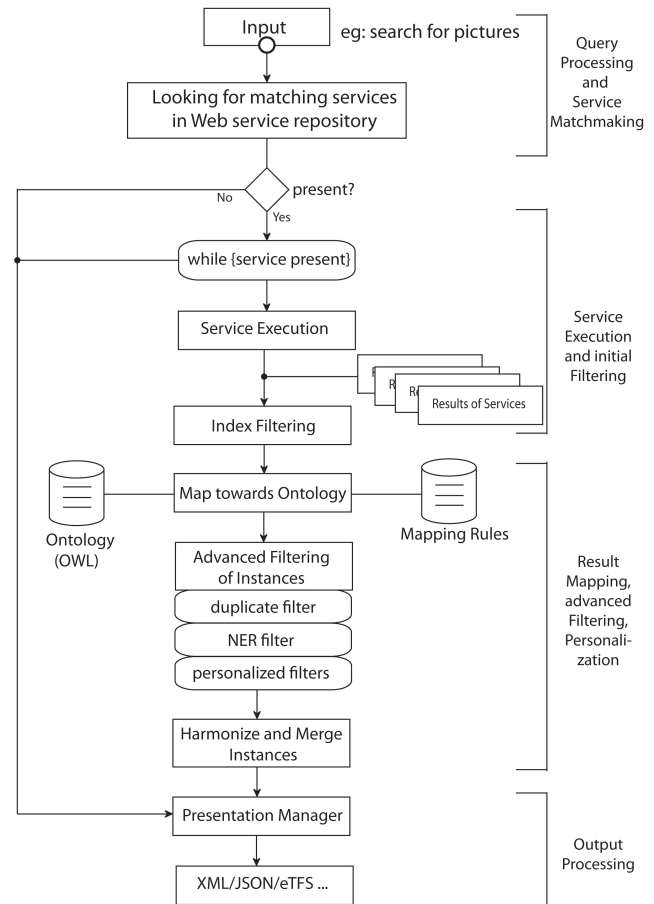 Input
eg: search for pictures
Query
Processing
and
Service
Matchmaking
Looking for matching services
in Web service repository
present?
No
Yes
while {service present}
Service Execution
Service
Execution
and initial
Filtering
R
Re
Results of Services
Index Filtering
Map towards Ontology
Ontology
(OWL)
Mapping Rules
Advanced Filtering
of Instances
duplicate filter
NER filter
personalized filters
Result
Mapping,
advanced
Filtering,
Personali-
zation
Harmonize and Merge
Instances
Presentation Manager
Output
Processing
XML/JSON/eTFS ...